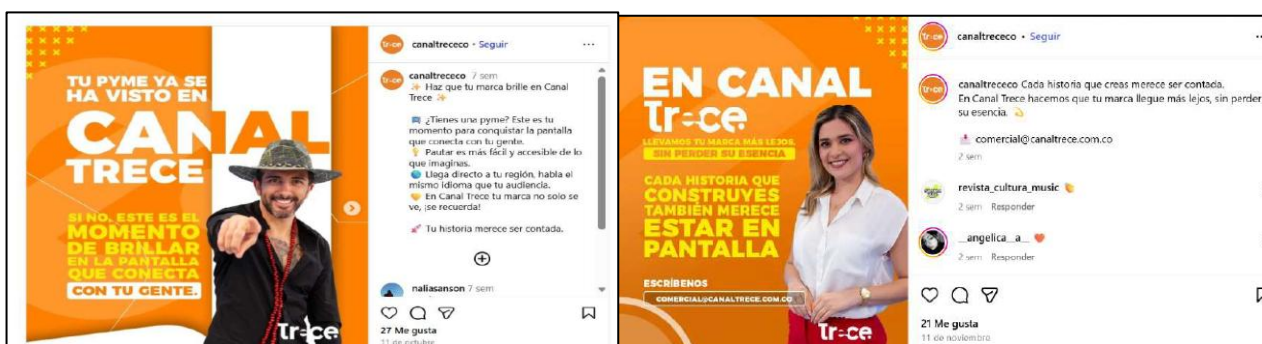 TU PYME YA SE
HA VISTO EN
CANAL
TRECE
SI NO, ESTE ES EL
MOMENTO
DE BRILLAR
EN LA PANTALLA
QUE CONECTA
CON TU GENTE.
tr=ce
tr=ce
canaltrececo • Seguir
...
tr=ce
canaltrececo 7 sem
✨ Haz que tu marca brille en Canal
Trece ✨
¿Tienes una pyme? Este es tu
momento para conquistar la pantalla
que conecta con tu gente.
💡 Pautar es más fácil y accesible de lo
que imaginas.
Llega directo a tu región, habla el
mismo idioma que tu audiencia.
🧡 En Canal Trece tu marca no solo se
ve, ¡se recuerda!
🚀 Tu historia merece ser contada.
naliasanson 7 sem
27 Me gusta
11 de octubre
EN CANAL
tr=ce
LLEVAMOS TU MARCA MÁS LEJOS,
SIN PERDER SU ESENCIA
CADA HISTORIA QUE
CONSTRUYES
TAMBIÉN MERECE
ESTAR EN
PANTALLA
ESCRÍBENOS
COMERCIAL@CANALTRECE.COM.CO
tr=ce
tr=ce
canaltrececo • Seguir
tr=ce
canaltrececo Cada historia que creas merece ser contada.
En Canal Trece hacemos que tu marca llegue más lejos, sin perder
su esencia. 💫
📩 comercial@canaltrece.com.co
2 sem
revista_cultura_music
2 sem Responder
__angelica__a__
2 sem Responder
21 Me gusta
11 de noviembre